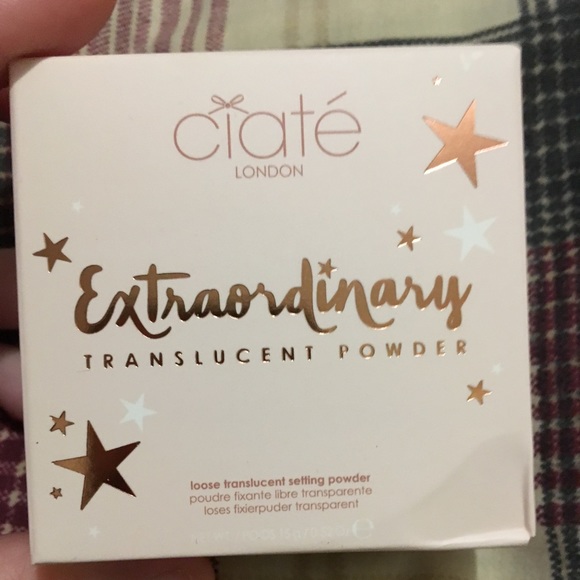 ciaté
LONDON
Extraordinary
TRANSLUCENT POWDER
loose translucent setting powder
poudre fixante libre transparente
loses fixierpuder transparent